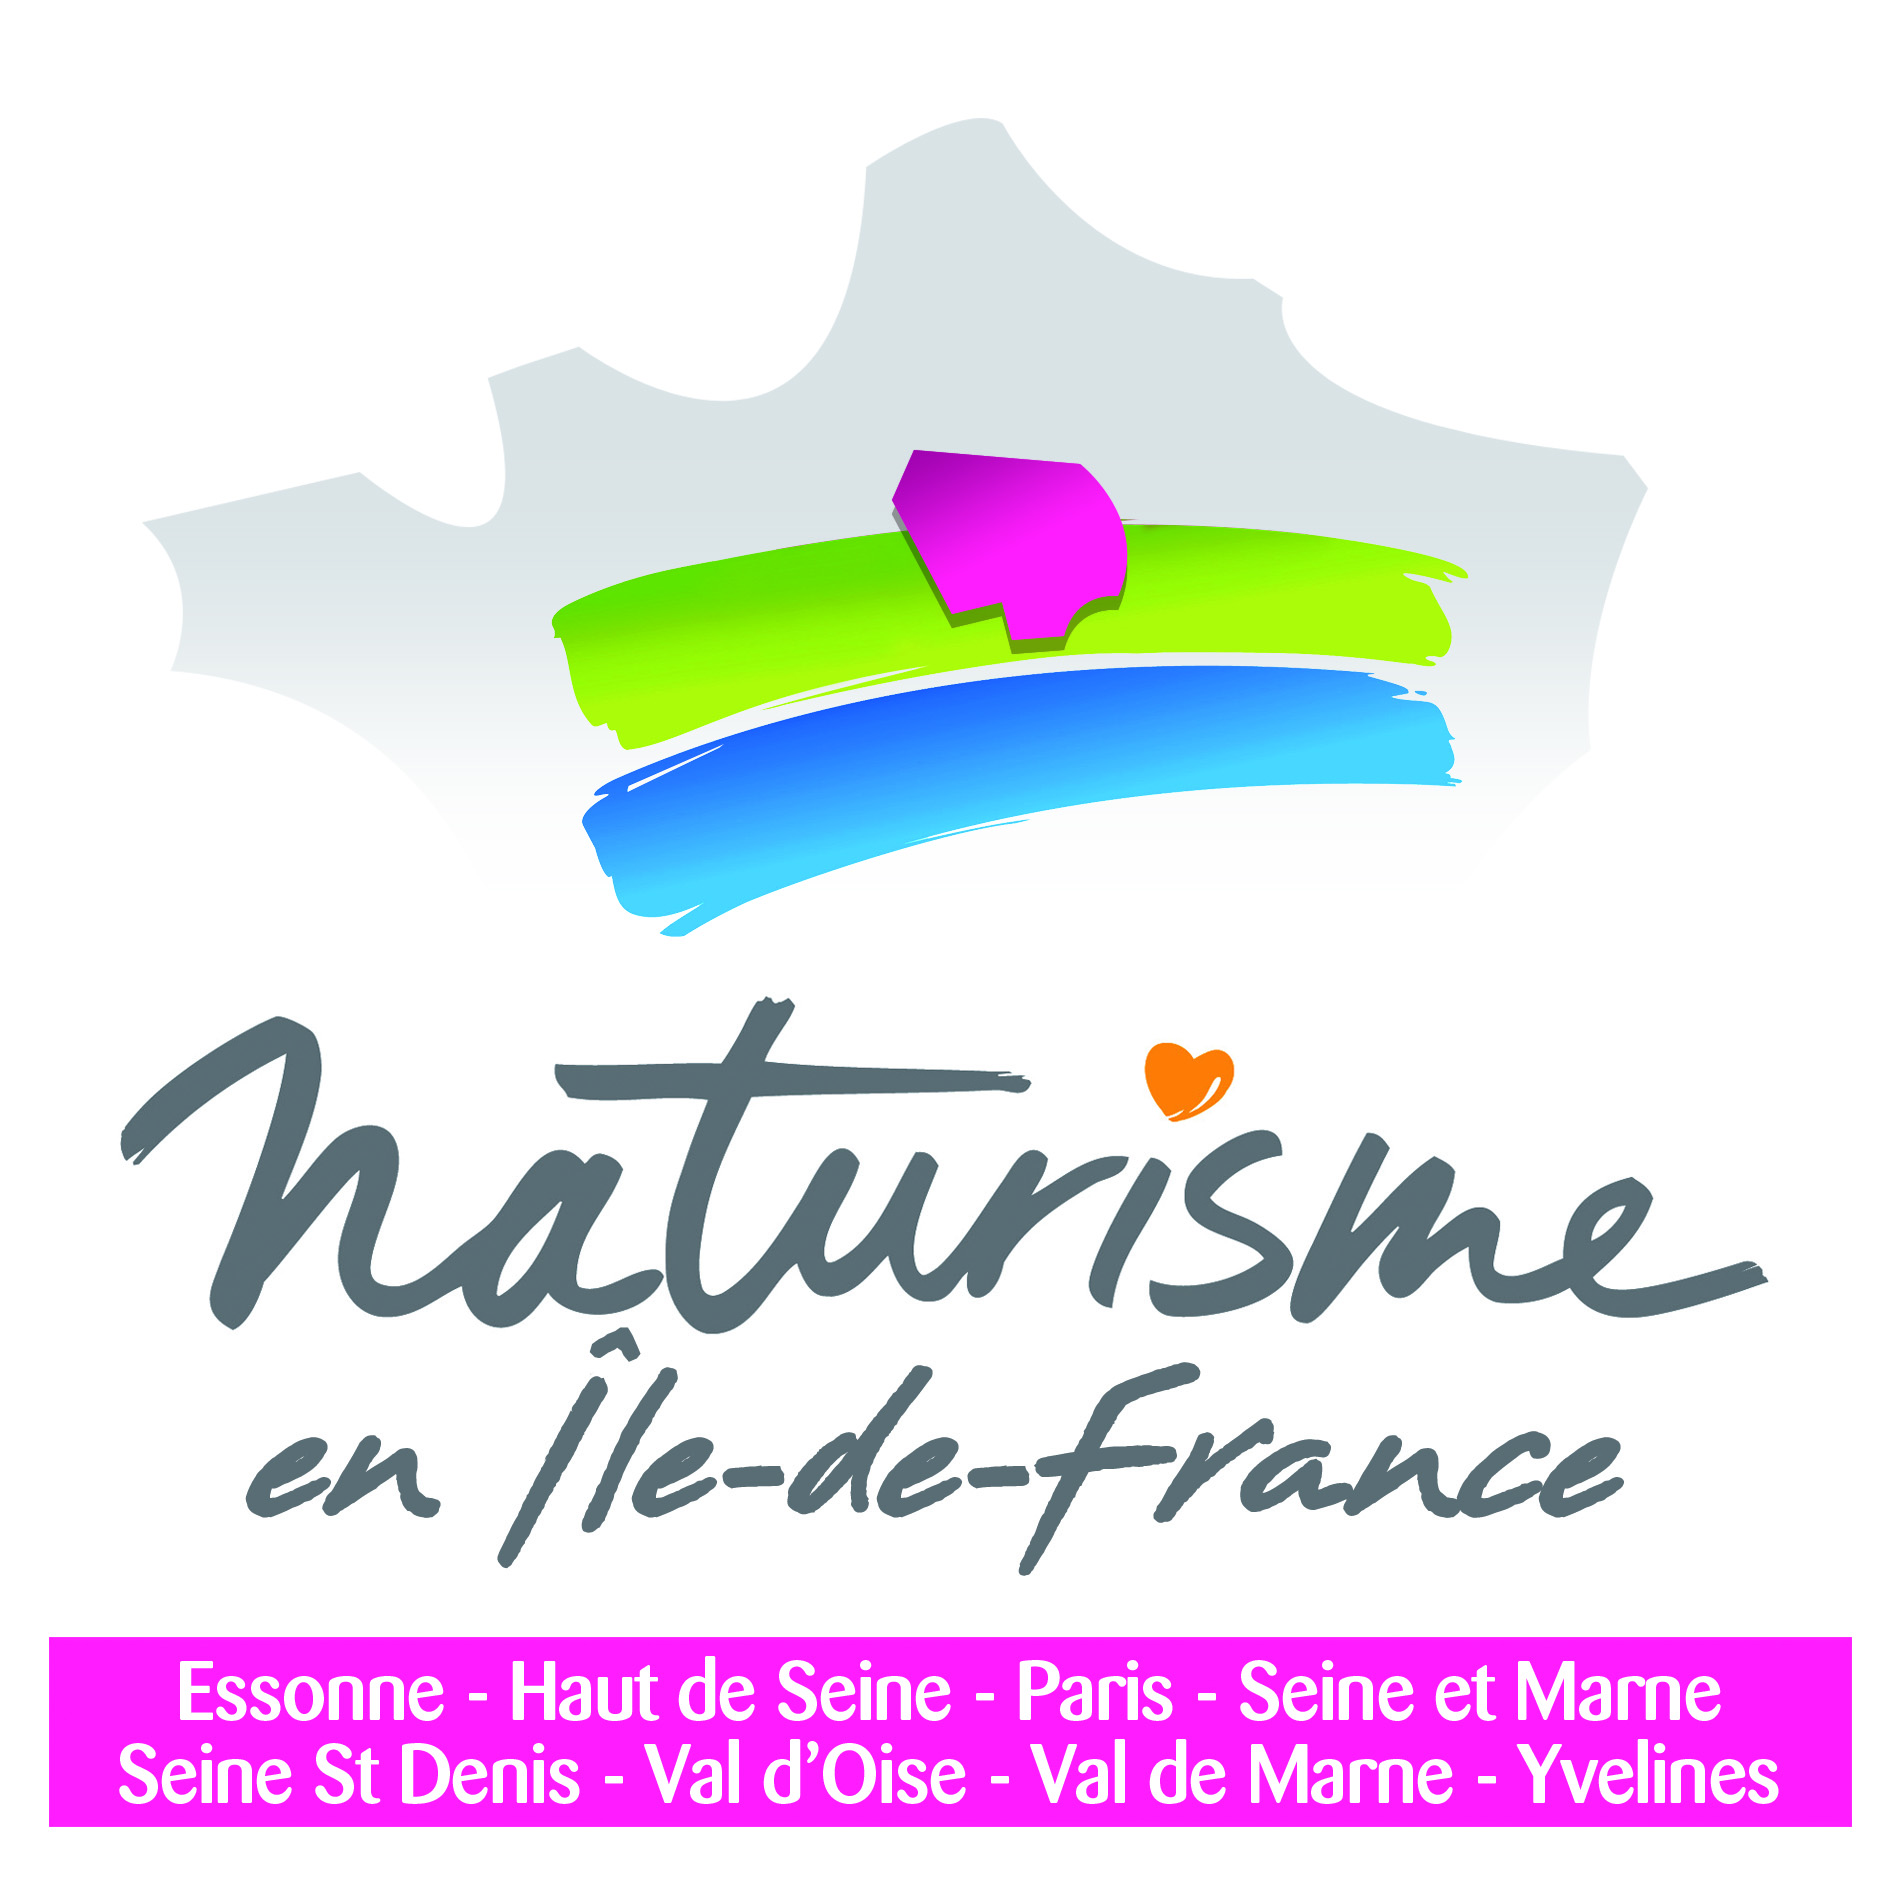 Naturisme
en Île-de-France
Essonne - Haut de Seine - Paris - Seine et Marne
Seine St Denis - Val d’Oise - Val de Marne - Yvelines